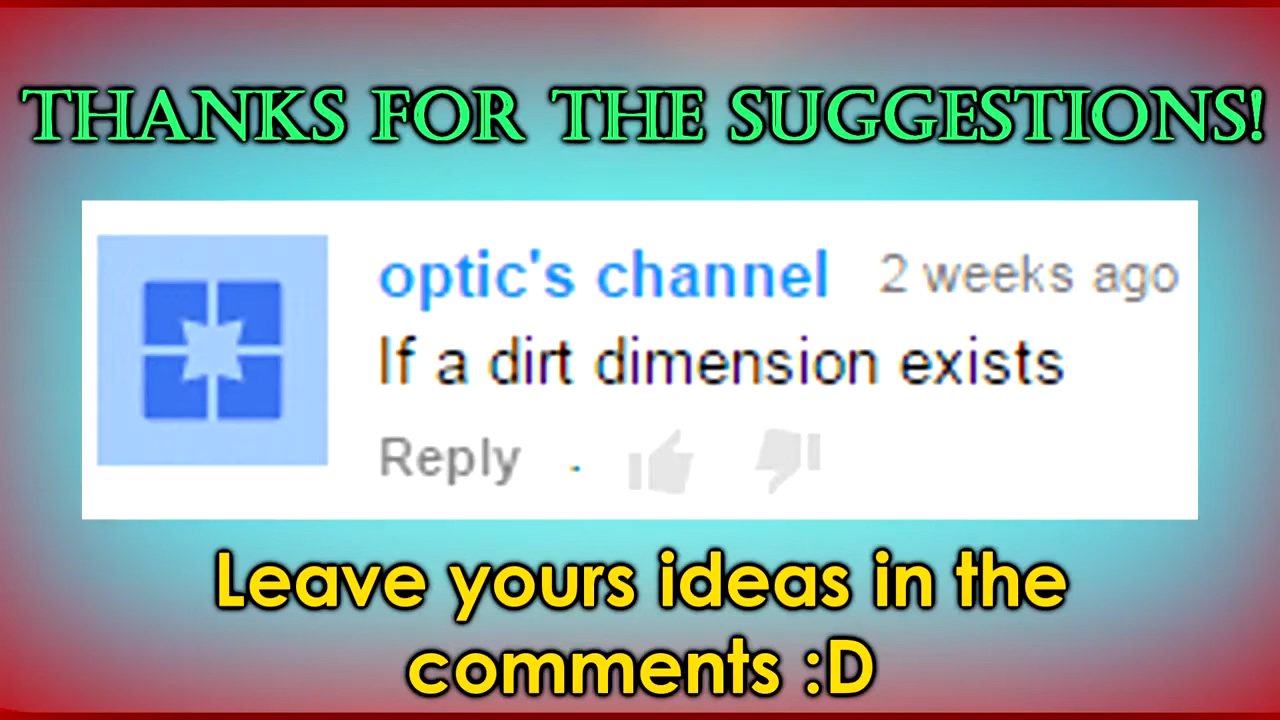 THANKS FOR THE SUGGESTIONS!
optic's channel 2 weeks ago
If a dirt dimension exists
Reply
Leave yours ideas in the
comments :D